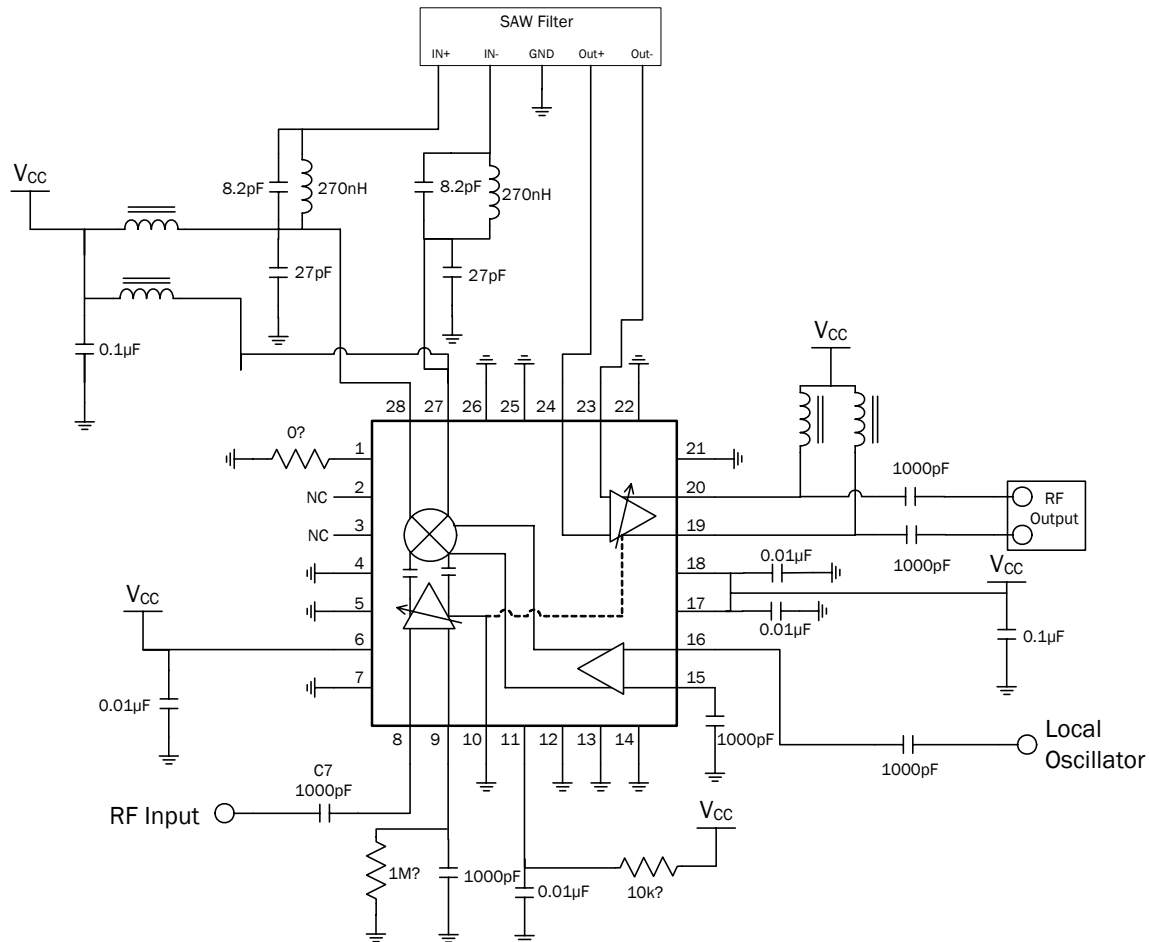 SAW Filter
IN+ IN- GND Out+ Out-
VCC
8.2pF
270nH
8.2pF
270nH
27pF
27pF
0.1µF
VCC
28 27 26 25 24 23 22
0?
1
NC 2
NC 3
4
5
6
7
21
20
19
18
17
16
15
1000pF
1000pF
RF
Output
0.01µF
0.01µF
VCC
0.1µF
VCC
0.01µF
8 9 10 11 12 13 14
1000pF
1000pF
Local
Oscillator
C7
1000pF
RF Input
VCC
1M?
1000pF
0.01µF
10k?